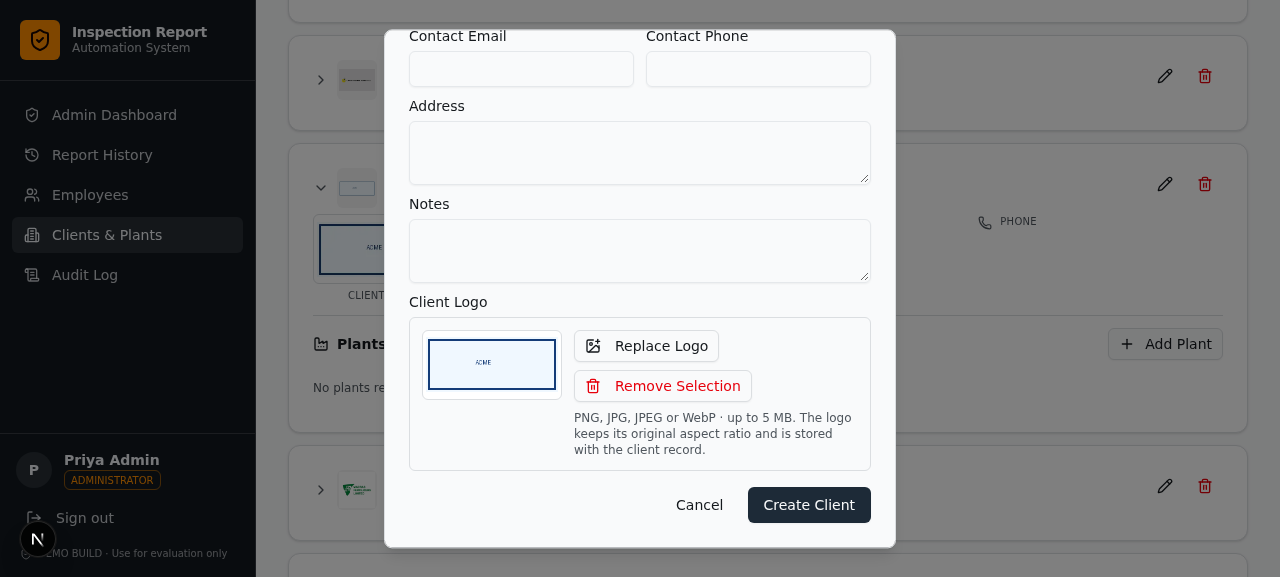 Inspection Report
Automation System
Admin Dashboard
Report History
Employees
Clients & Plants
Audit Log
P
Priya Admin
ADMINISTRATOR
Sign out
N
MO BUILD · Use for evaluation only
ACME
CLIENT
PHONE
Plants
Add Plant
No plants re
Contact Email
Contact Phone
Address
Notes
Client Logo
ACME
Replace Logo
Remove Selection
PNG, JPG, JPEG or WebP · up to 5 MB. The logo
keeps its original aspect ratio and is stored
with the client record.
Cancel
Create Client